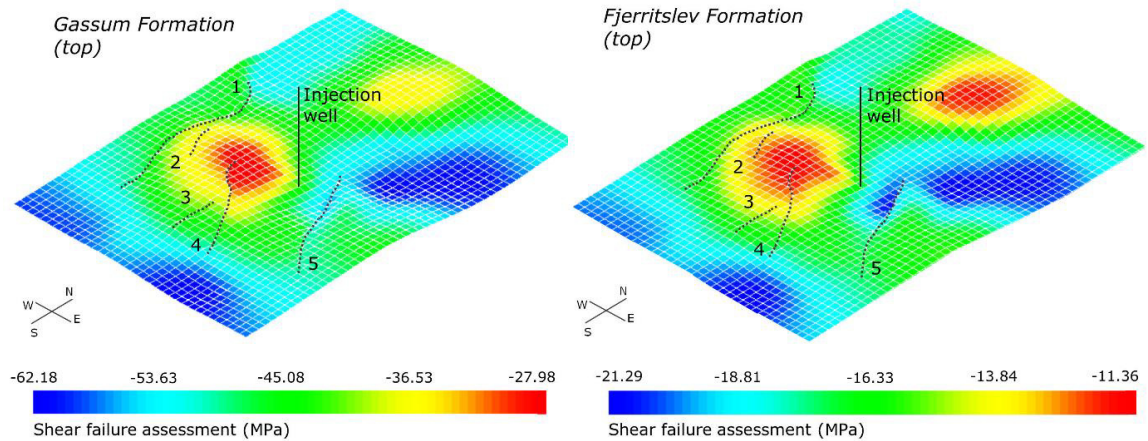 Gassum Formation
(top)
1
Injection
well
2
3
4
5
N
W
E
S
-62.18 -53.63 -45.08 -36.53 -27.98
Shear failure assessment (MPa)
Fjerritslev Formation
(top)
1
Injection
well
2
3
4
5
N
W
E
S
-21.29 -18.81 -16.33 -13.84 -11.36
Shear failure assessment (MPa)